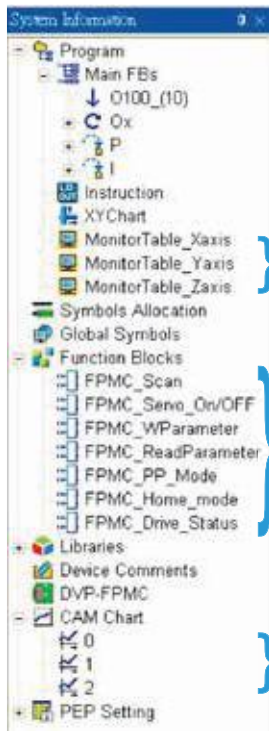 System Information
Program
Main FBs
O100_(10)
Ox
P
I
Instruction
XYChart
MonitorTable_Xaxis
MonitorTable_Yaxis
MonitorTable_Zaxis
Symbols Allocation
Global Symbols
Function Blocks
FPMC_Scan
FPMC_Servo_On/OFF
FPMC_WParameter
FPMC_ReadParameter
FPMC_PP_Mode
FPMC_Home_mode
FPMC_Drive_Status
Libraries
Device Comments
DVP-FPMC
CAM Chart
0
1
2
PEP Setting